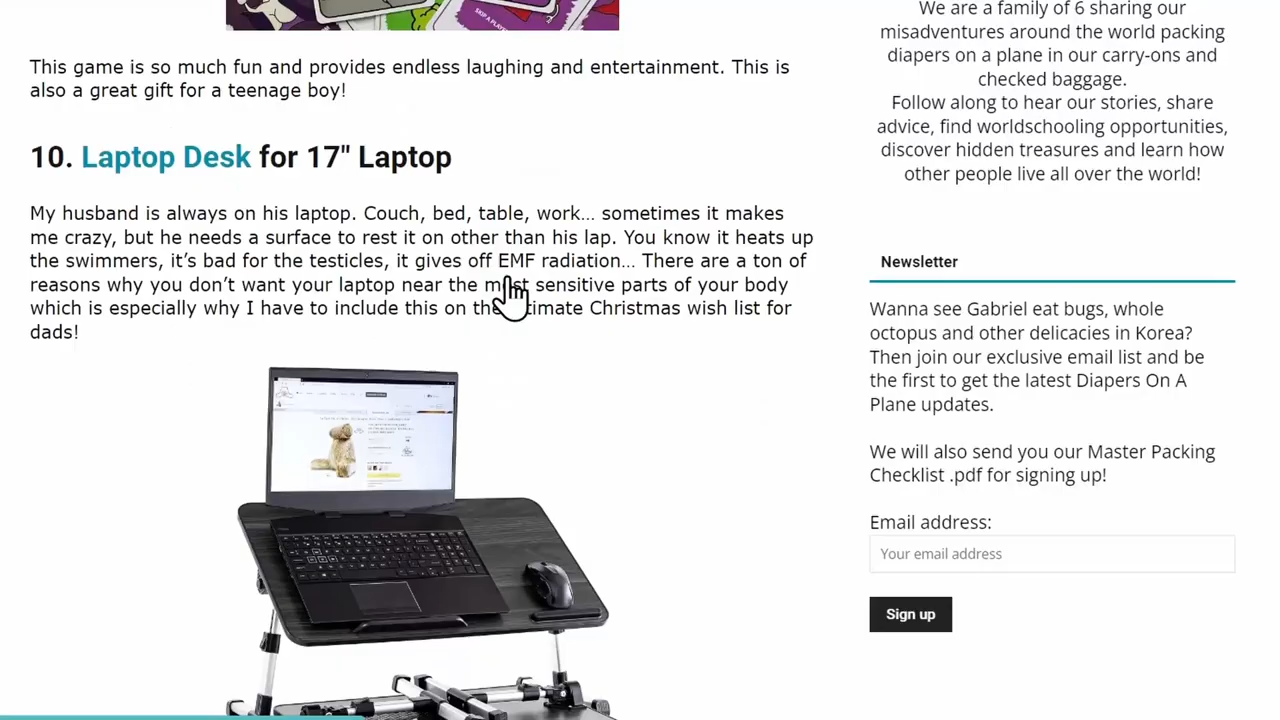 SKIP A PLAYER
This game is so much fun and provides endless laughing and entertainment. This is
also a great gift for a teenage boy!
10. Laptop Desk for 17" Laptop
My husband is always on his laptop. Couch, bed, table, work… sometimes it makes
me crazy, but he needs a surface to rest it on other than his lap. You know it heats up
the swimmers, it's bad for the testicles, it gives off EMF radiation… There are a ton of
reasons why you don't want your laptop near the most sensitive parts of your body
which is especially why I have to include this on the ultimate Christmas wish list for
dads!
We are a family of 6 sharing our
misadventures around the world packing
diapers on a plane in our carry-ons and
checked baggage.
Follow along to hear our stories, share
advice, find worldschooling opportunities,
discover hidden treasures and learn how
other people live all over the world!
Newsletter
Wanna see Gabriel eat bugs, whole
octopus and other delicacies in Korea?
Then join our exclusive email list and be
the first to get the latest Diapers On A
Plane updates.
We will also send you our Master Packing
Checklist .pdf for signing up!
Email address:
Your email address
Sign up